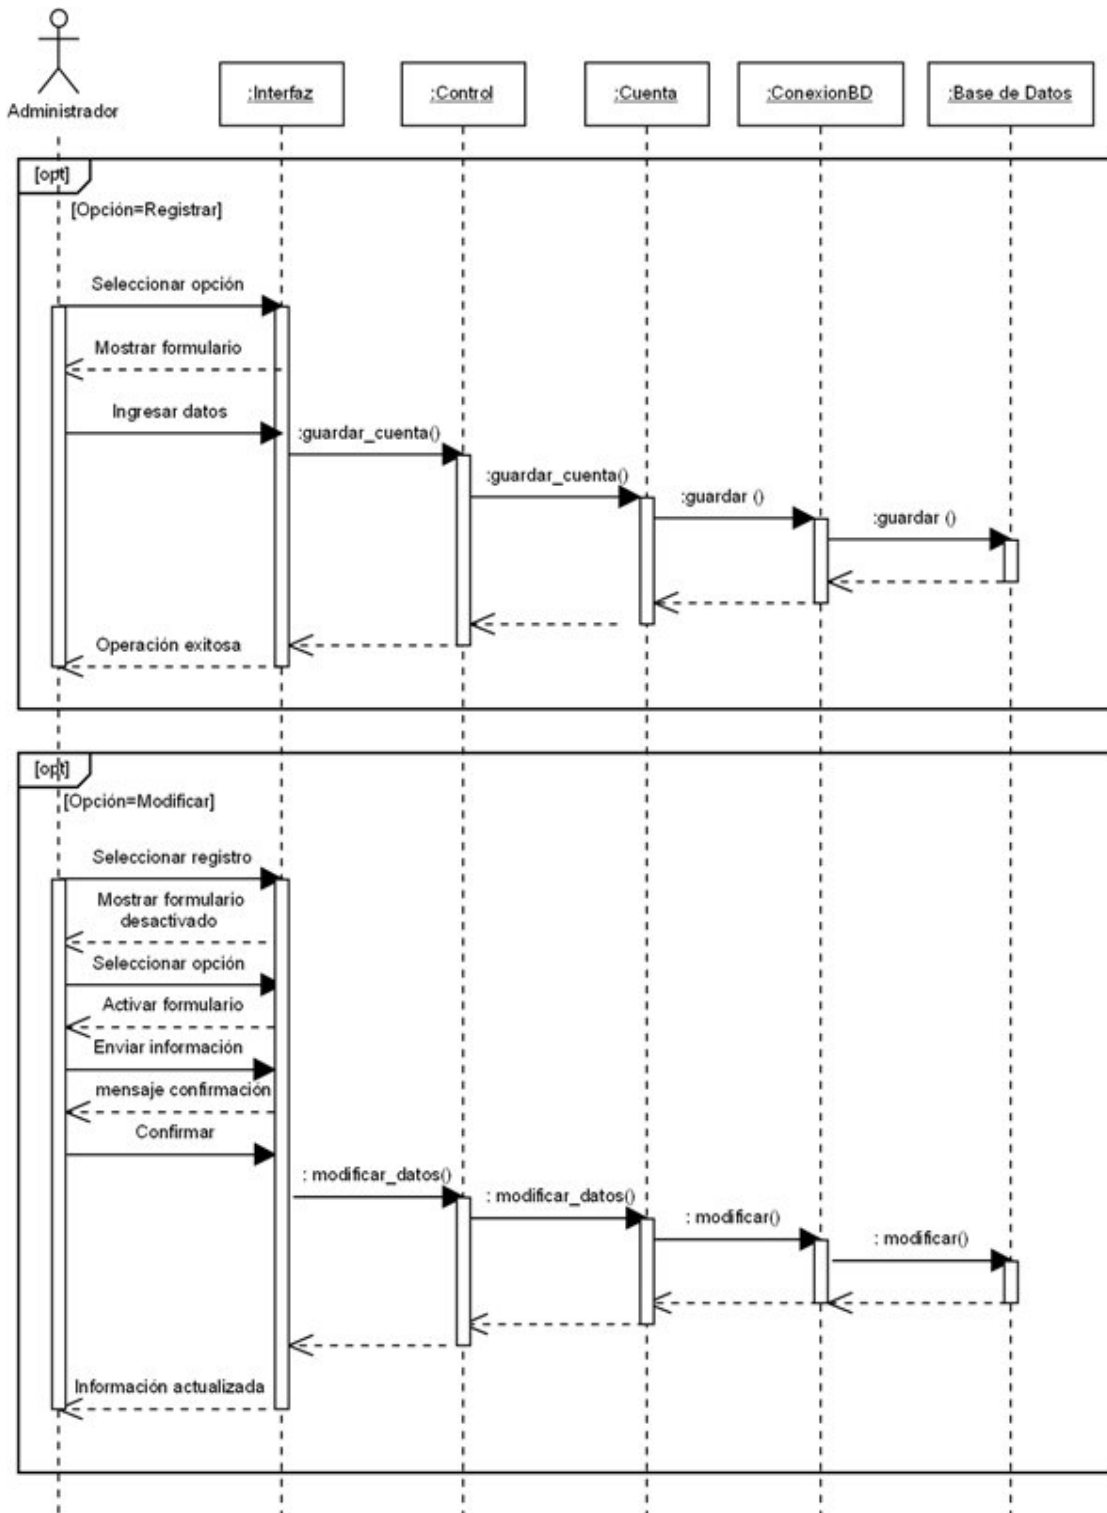 Administrador
:Interfaz
:Control
:Cuenta
:ConexionBD
:Base de Datos
[opt]
[Opción=Registrar]
Seleccionar opción
Mostrar formulario
Ingresar datos
:guardar_cuenta()
:guardar_cuenta()
:guardar ()
:guardar ()
Operación exitosa
[opt]
[Opción=Modificar]
Seleccionar registro
Mostrar formulario
desactivado
Seleccionar opción
Activar formulario
Enviar información
mensaje confirmación
Confirmar
: modificar_datos()
: modificar_datos()
: modificar()
: modificar()
Información actualizada